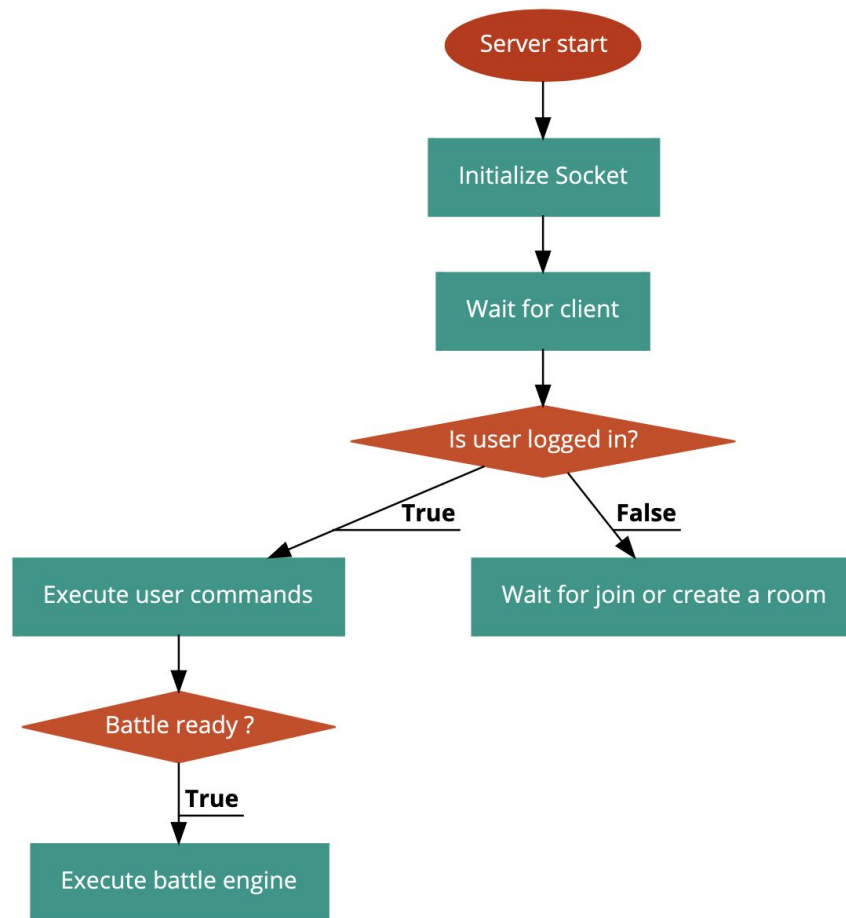 Server start
Initialize Socket
Wait for client
Is user logged in?
True
False
Execute user commands
Wait for join or create a room
Battle ready ?
True
Execute battle engine